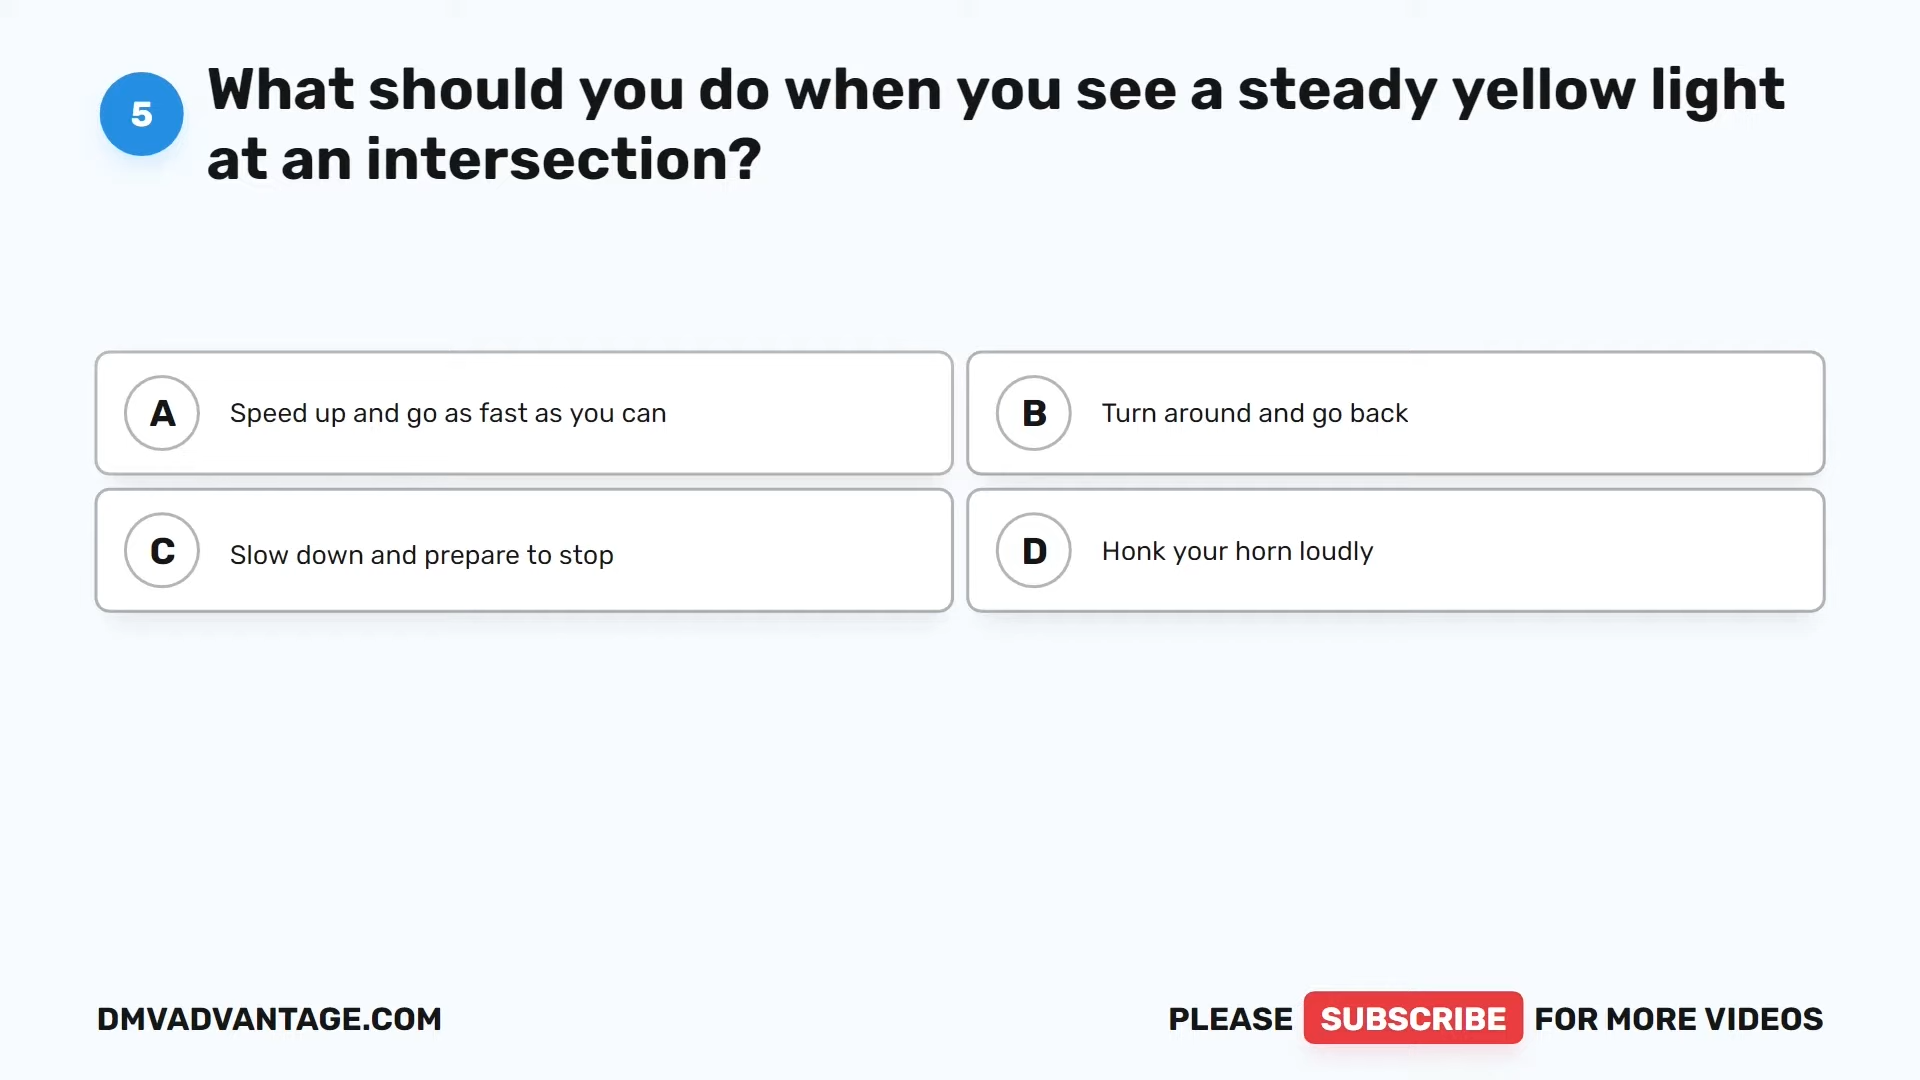 5
What should you do when you see a steady yellow light
at an intersection?
A Speed up and go as fast as you can
B Turn around and go back
C Slow down and prepare to stop
D Honk your horn loudly
DMVADVANTAGE.COM
PLEASE SUBSCRIBE FOR MORE VIDEOS